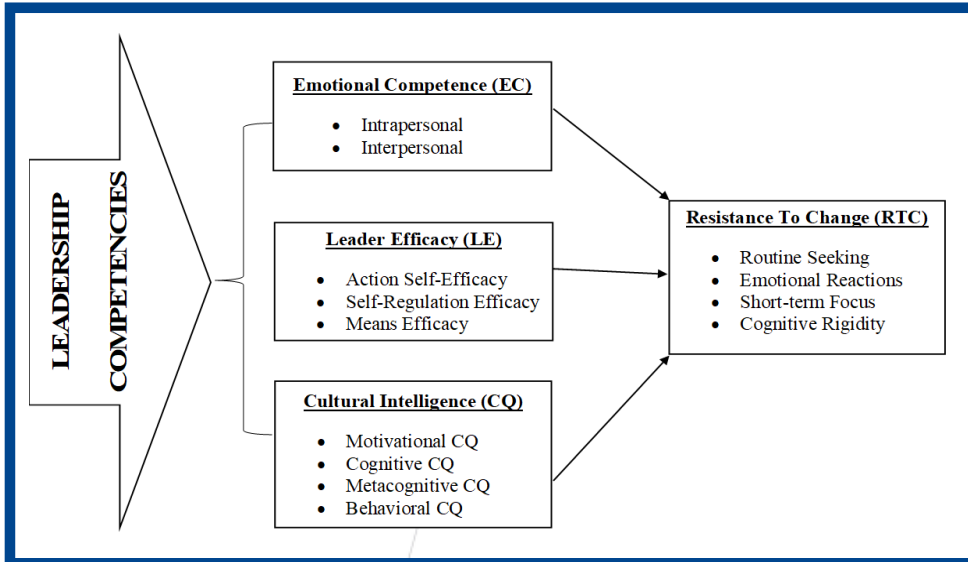 LEADERSHIP
COMPETENCIES
Emotional Competence (EC)
• Intrapersonal
• Interpersonal
Leader Efficacy (LE)
• Action Self-Efficacy
• Self-Regulation Efficacy
• Means Efficacy
Cultural Intelligence (CQ)
• Motivational CQ
• Cognitive CQ
• Metacognitive CQ
• Behavioral CQ
Resistance To Change (RTC)
• Routine Seeking
• Emotional Reactions
• Short-term Focus
• Cognitive Rigidity